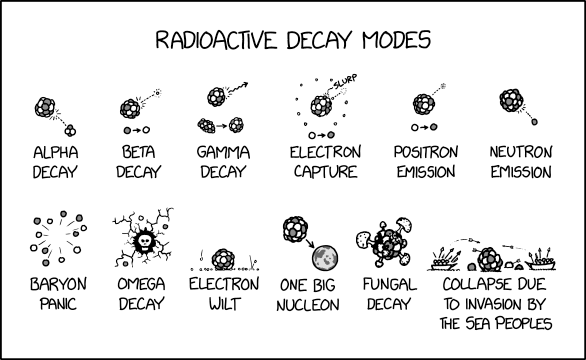 RADIOACTIVE DECAY MODES
SLURP
ALPHA
DECAY
BETA
DECAY
GAMMA
DECAY
ELECTRON
CAPTURE
POSITRON
EMISSION
NEUTRON
EMISSION
BARYON
PANIC
OMEGA
DECAY
ELECTRON
WILT
ONE BIG
NUCLEON
FUNGAL
DECAY
COLLAPSE DUE
TO INVASION BY
THE SEA PEOPLES